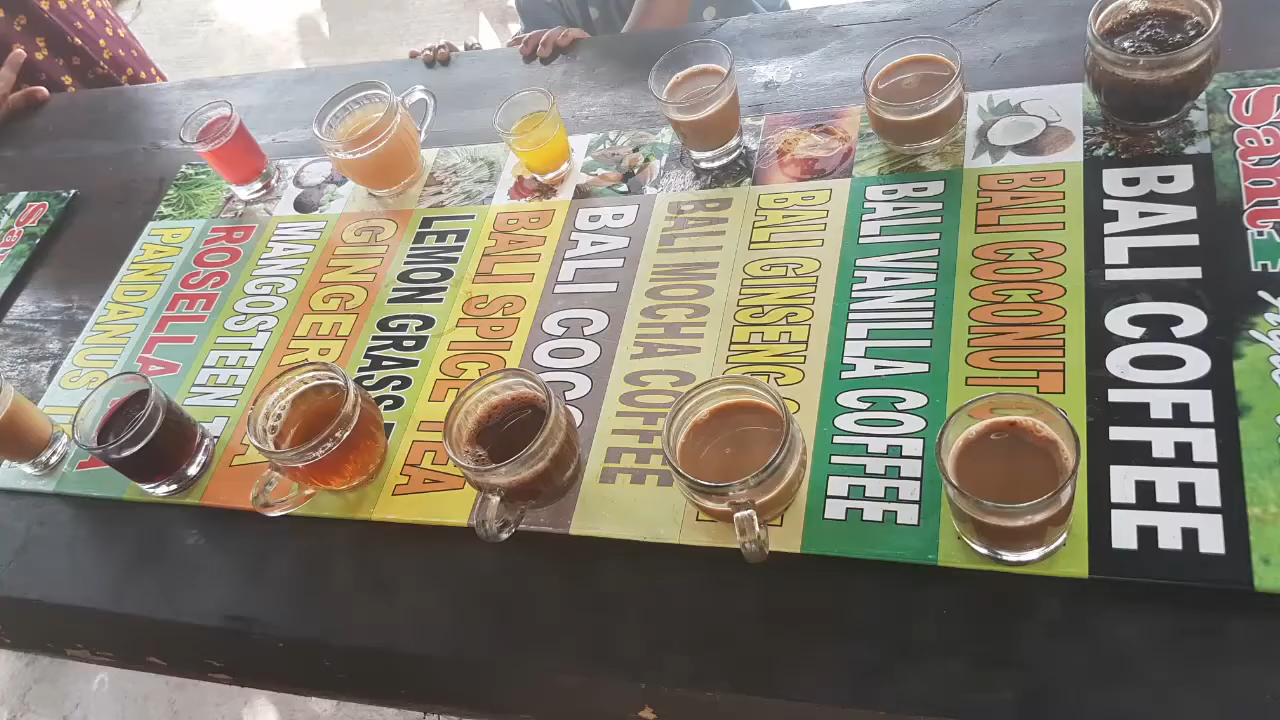 PANDANUS
ROSELLA
MANGOSTEEN
GINGER
LEMON GRASS
BALI SPICE TEA
BALI COCO
BALI MOCHA COFFEE
BALI GINSENG
BALI VANILLA COFFEE
BALI COCONUT
BALI COFFEE